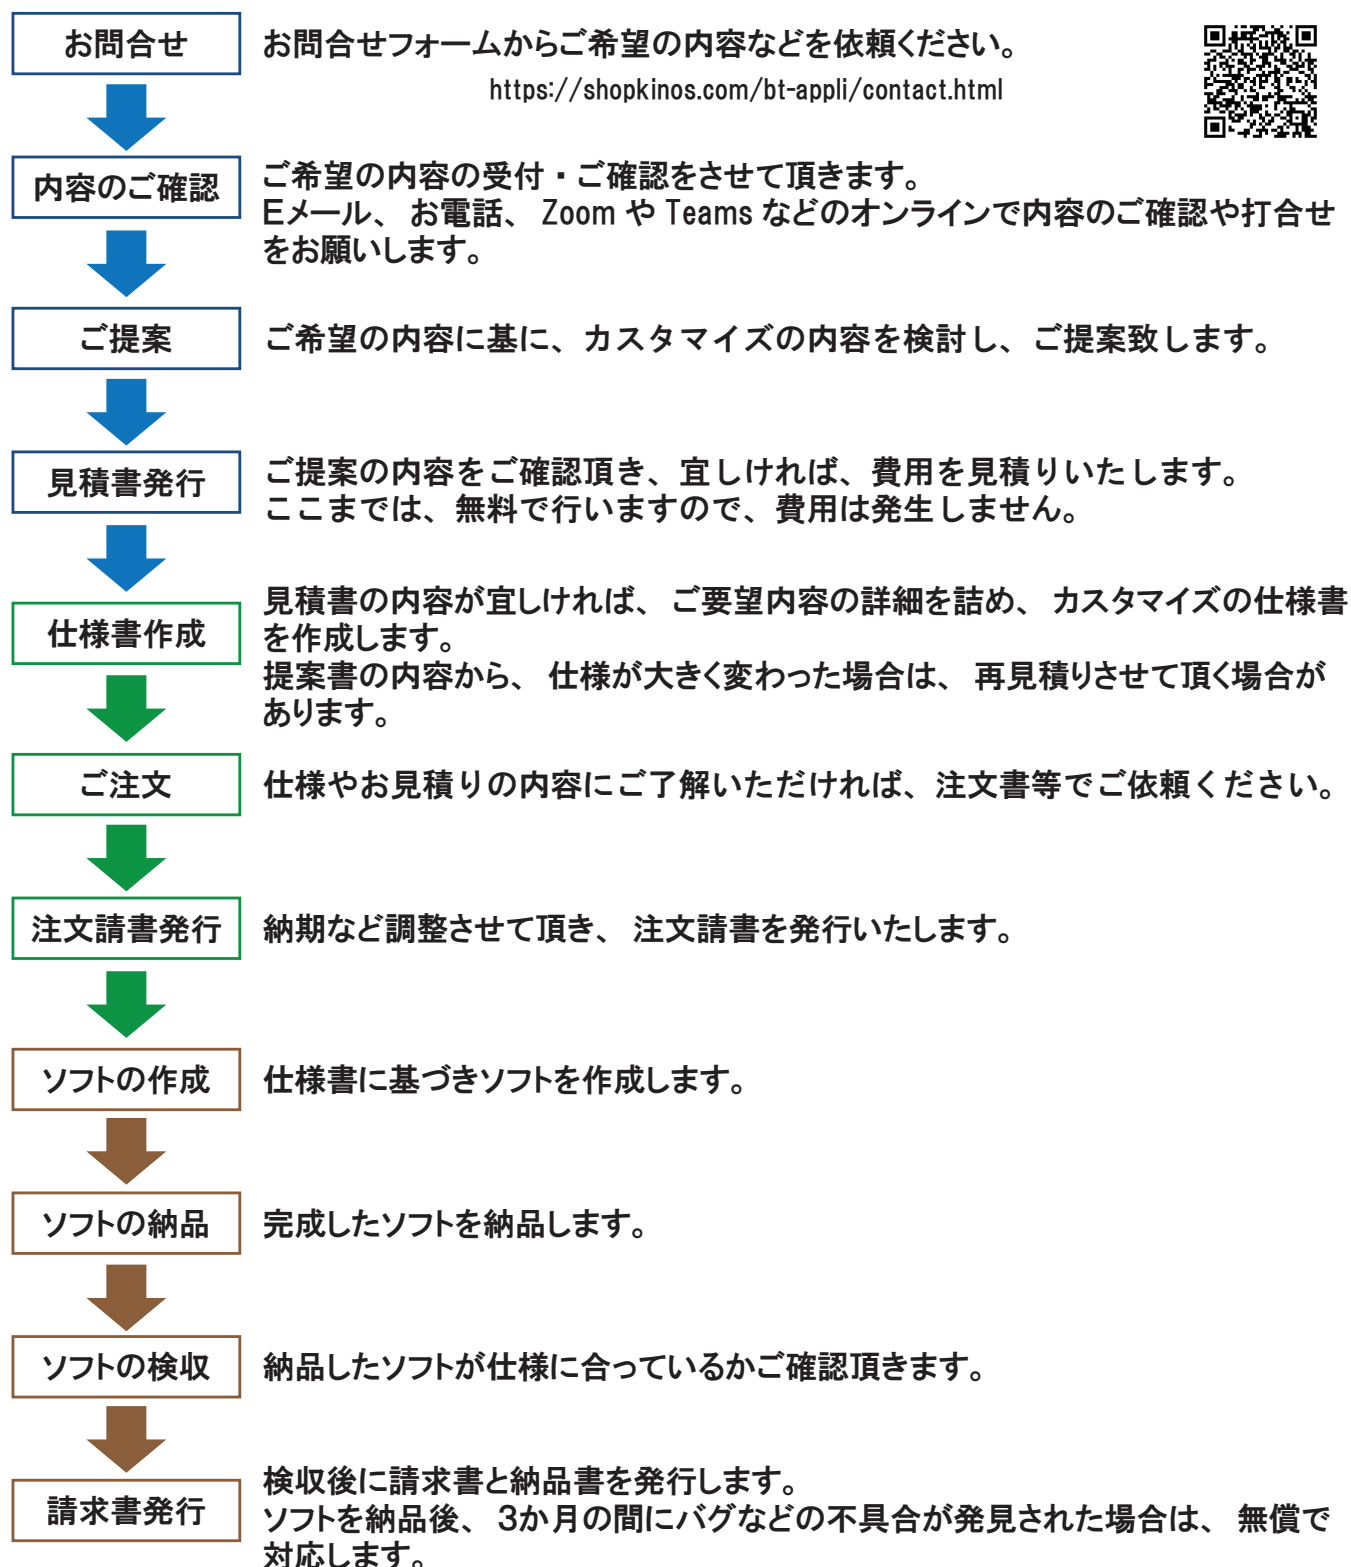 お問合せ
お問合せフォームからご希望の内容などを依頼ください。
https://shopkinos.com/bt-appli/contact.html
内容のご確認
ご希望の内容の受付・ご確認をさせて頂きます。
Eメール、お電話、Zoom や Teams などのオンラインで内容のご確認や打合せ
をお願いします。
ご提案
ご希望の内容に基に、カスタマイズの内容を検討し、ご提案致します。
見積書発行
ご提案の内容をご確認頂き、宜しければ、費用を見積りいたします。
ここまでは、無料で行いますので、費用は発生しません。
仕様書作成
見積書の内容が宜しければ、ご要望内容の詳細を詰め、カスタマイズの仕様書
を作成します。
提案書の内容から、仕様が大きく変わった場合は、再見積りさせて頂く場合が
あります。
ご注文
仕様やお見積りの内容にご了解いただければ、注文書等でご依頼ください。
注文請書発行
納期など調整させて頂き、注文請書を発行いたします。
ソフトの作成
仕様書に基づきソフトを作成します。
ソフトの納品
完成したソフトを納品します。
ソフトの検収
納品したソフトが仕様に合っているかご確認頂きます。
請求書発行
検収後に請求書と納品書を発行します。
ソフトを納品後、3か月の間にバグなどの不具合が発見された場合は、無償で
対応します。